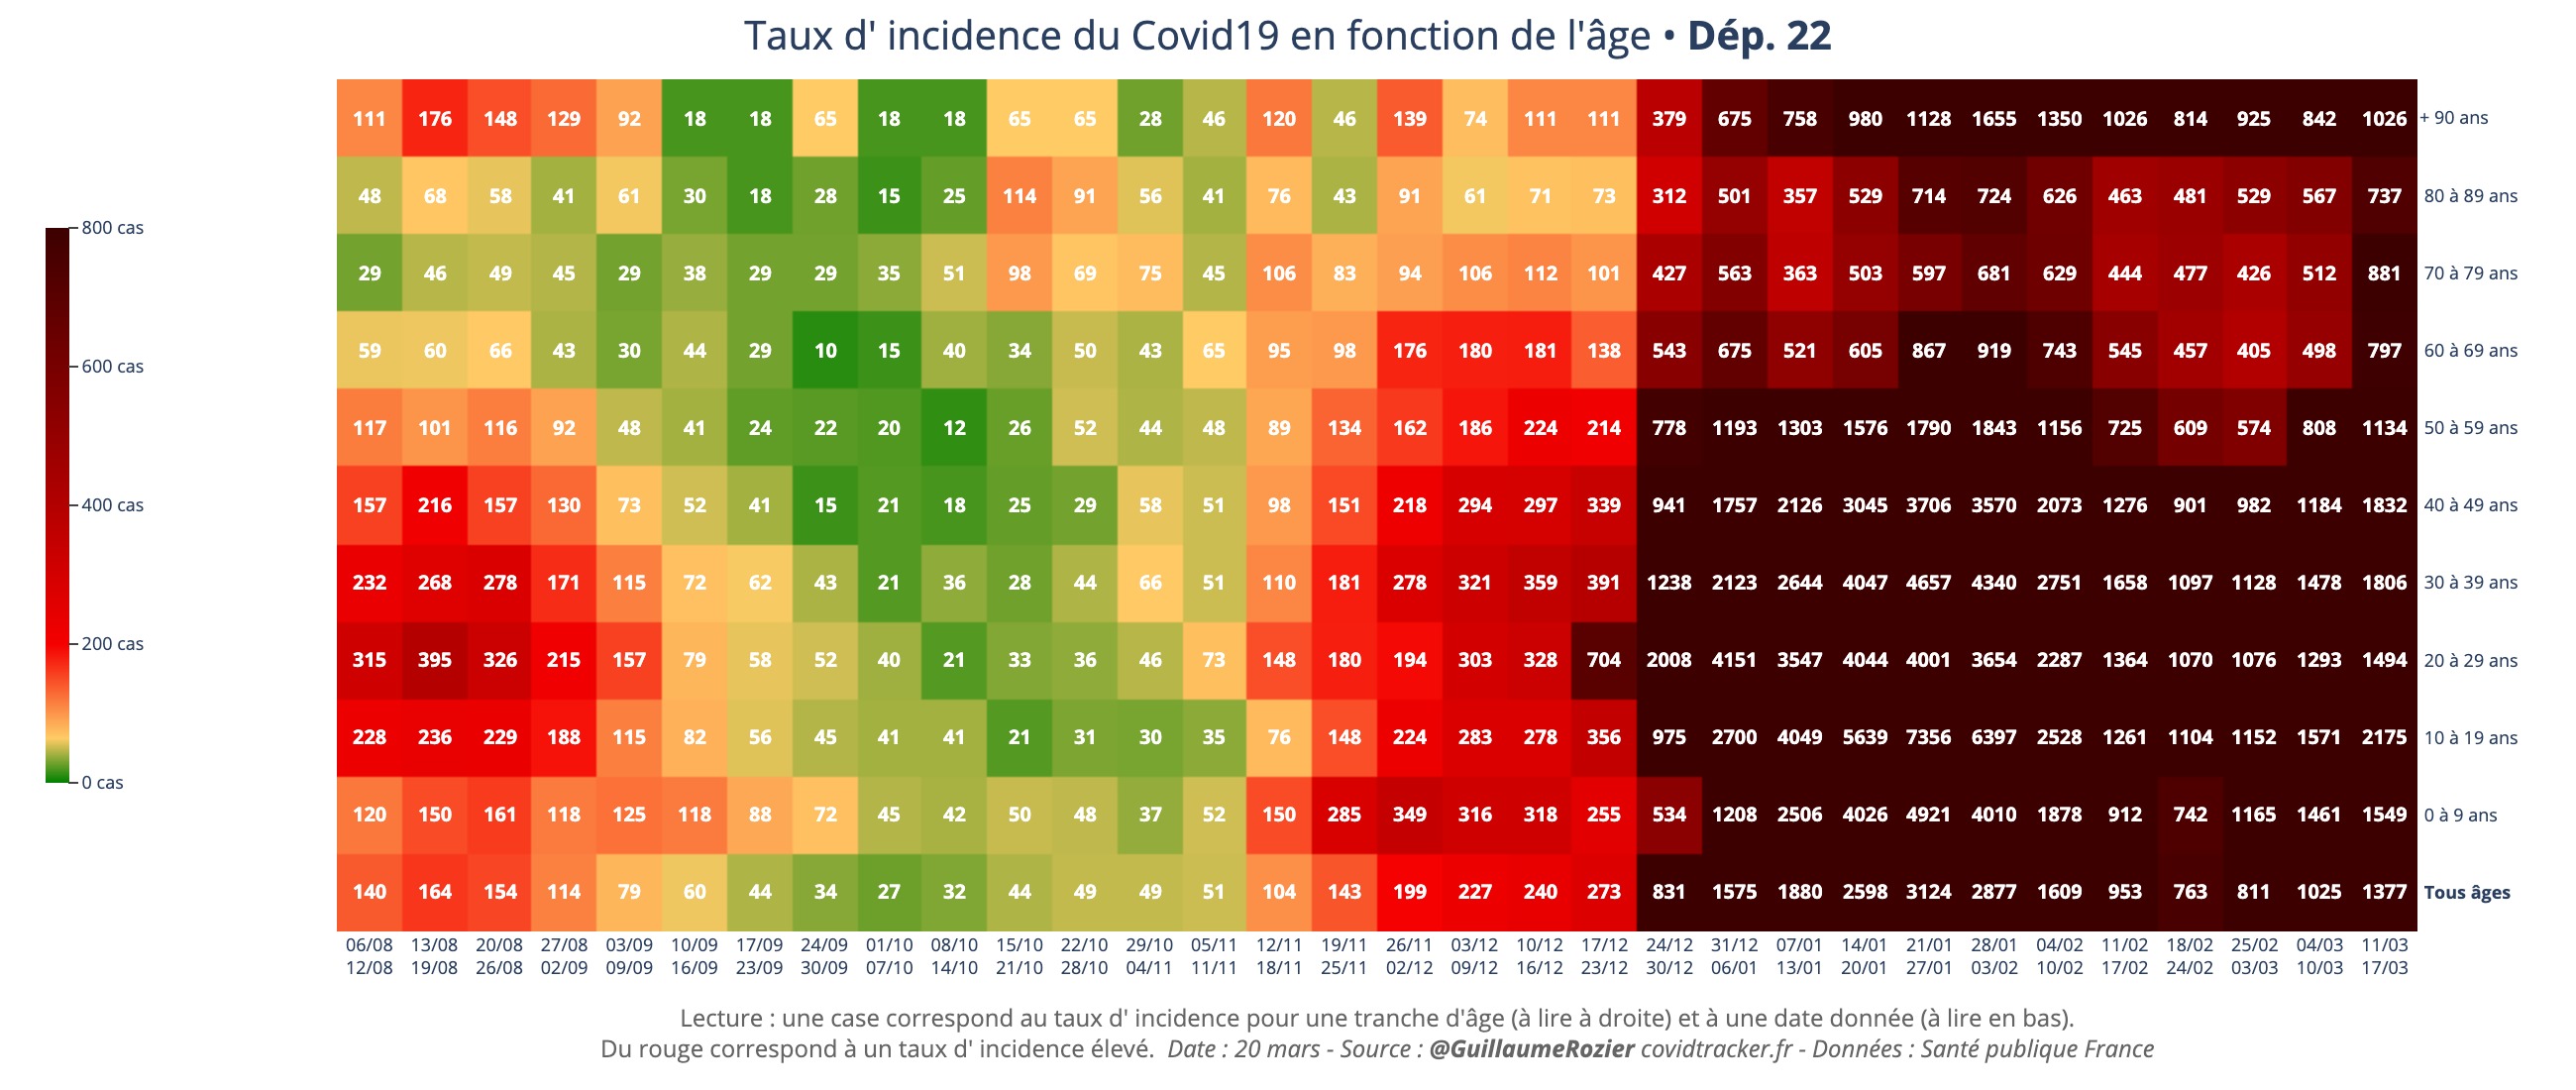 Taux d' incidence du Covid19 en fonction de l'âge • Dép. 22
800 cas
600 cas
400 cas
200 cas
0 cas
111 176 148 129 92 18 18 65 18 18 65 65 28 46 120 46 139 74 111 111 379 675 758 980 1128 1655 1350 1026 814 925 842 1026 + 90 ans
48 68 58 41 61 30 18 28 15 25 114 91 56 41 76 43 91 61 71 73 312 501 357 529 714 724 626 463 481 529 567 737 80 à 89 ans
29 46 49 45 29 38 29 29 35 51 98 69 75 45 106 83 94 106 112 101 427 563 363 503 597 681 629 444 477 426 512 881 70 à 79 ans
59 60 66 43 30 44 29 10 15 40 34 50 43 65 95 98 176 180 181 138 543 675 521 605 867 919 743 545 457 405 498 797 60 à 69 ans
117 101 116 92 48 41 24 22 20 12 26 52 44 48 89 134 162 186 224 214 778 1193 1303 1576 1790 1843 1156 725 609 574 808 1134 50 à 59 ans
157 216 157 130 73 52 41 15 21 18 25 29 58 51 98 151 218 294 297 339 941 1757 2126 3045 3706 3570 2073 1276 901 982 1184 1832 40 à 49 ans
232 268 278 171 115 72 62 43 21 36 28 44 66 51 110 181 278 321 359 391 1238 2123 2644 4047 4657 4340 2751 1658 1097 1128 1478 1806 30 à 39 ans
315 395 326 215 157 79 58 52 40 21 33 36 46 73 148 180 194 303 328 704 2008 4151 3547 4044 4001 3654 2287 1364 1070 1076 1293 1494 20 à 29 ans
228 236 229 188 115 82 56 45 41 41 21 31 30 35 76 148 224 283 278 356 975 2700 4049 5639 7356 6397 2528 1261 1104 1152 1571 2175 10 à 19 ans
120 150 161 118 125 118 88 72 45 42 50 48 37 52 150 285 349 316 318 255 534 1208 2506 4026 4921 4010 1878 912 742 1165 1461 1549 0 à 9 ans
140 164 154 114 79 60 44 34 27 32 44 49 49 51 104 143 199 227 240 273 831 1575 1880 2598 3124 2877 1609 953 763 811 1025 1377 Tous âges
06/08 13/08 20/08 27/08 03/09 10/09 17/09 24/09 01/10 08/10 15/10 22/10 29/10 05/11 12/11 19/11 26/11 03/12 10/12 17/12 24/12 31/12 07/01 14/01 21/01 28/01 04/02 11/02 18/02 25/02 04/03 11/03
12/08 19/08 26/08 02/09 09/09 16/09 23/09 30/09 07/10 14/10 21/10 28/10 04/11 11/11 18/11 25/11 02/12 09/12 16/12 23/12 30/12 06/01 13/01 20/01 27/01 03/02 10/02 17/02 24/02 03/03 10/03 17/03
Lecture : une case correspond au taux d' incidence pour une tranche d'âge (à lire à droite) et à une date donnée (à lire en bas).
Du rouge correspond à un taux d' incidence élevé. Date : 20 mars - Source : @GuillaumeRozier covidtracker.fr - Données : Santé publique France